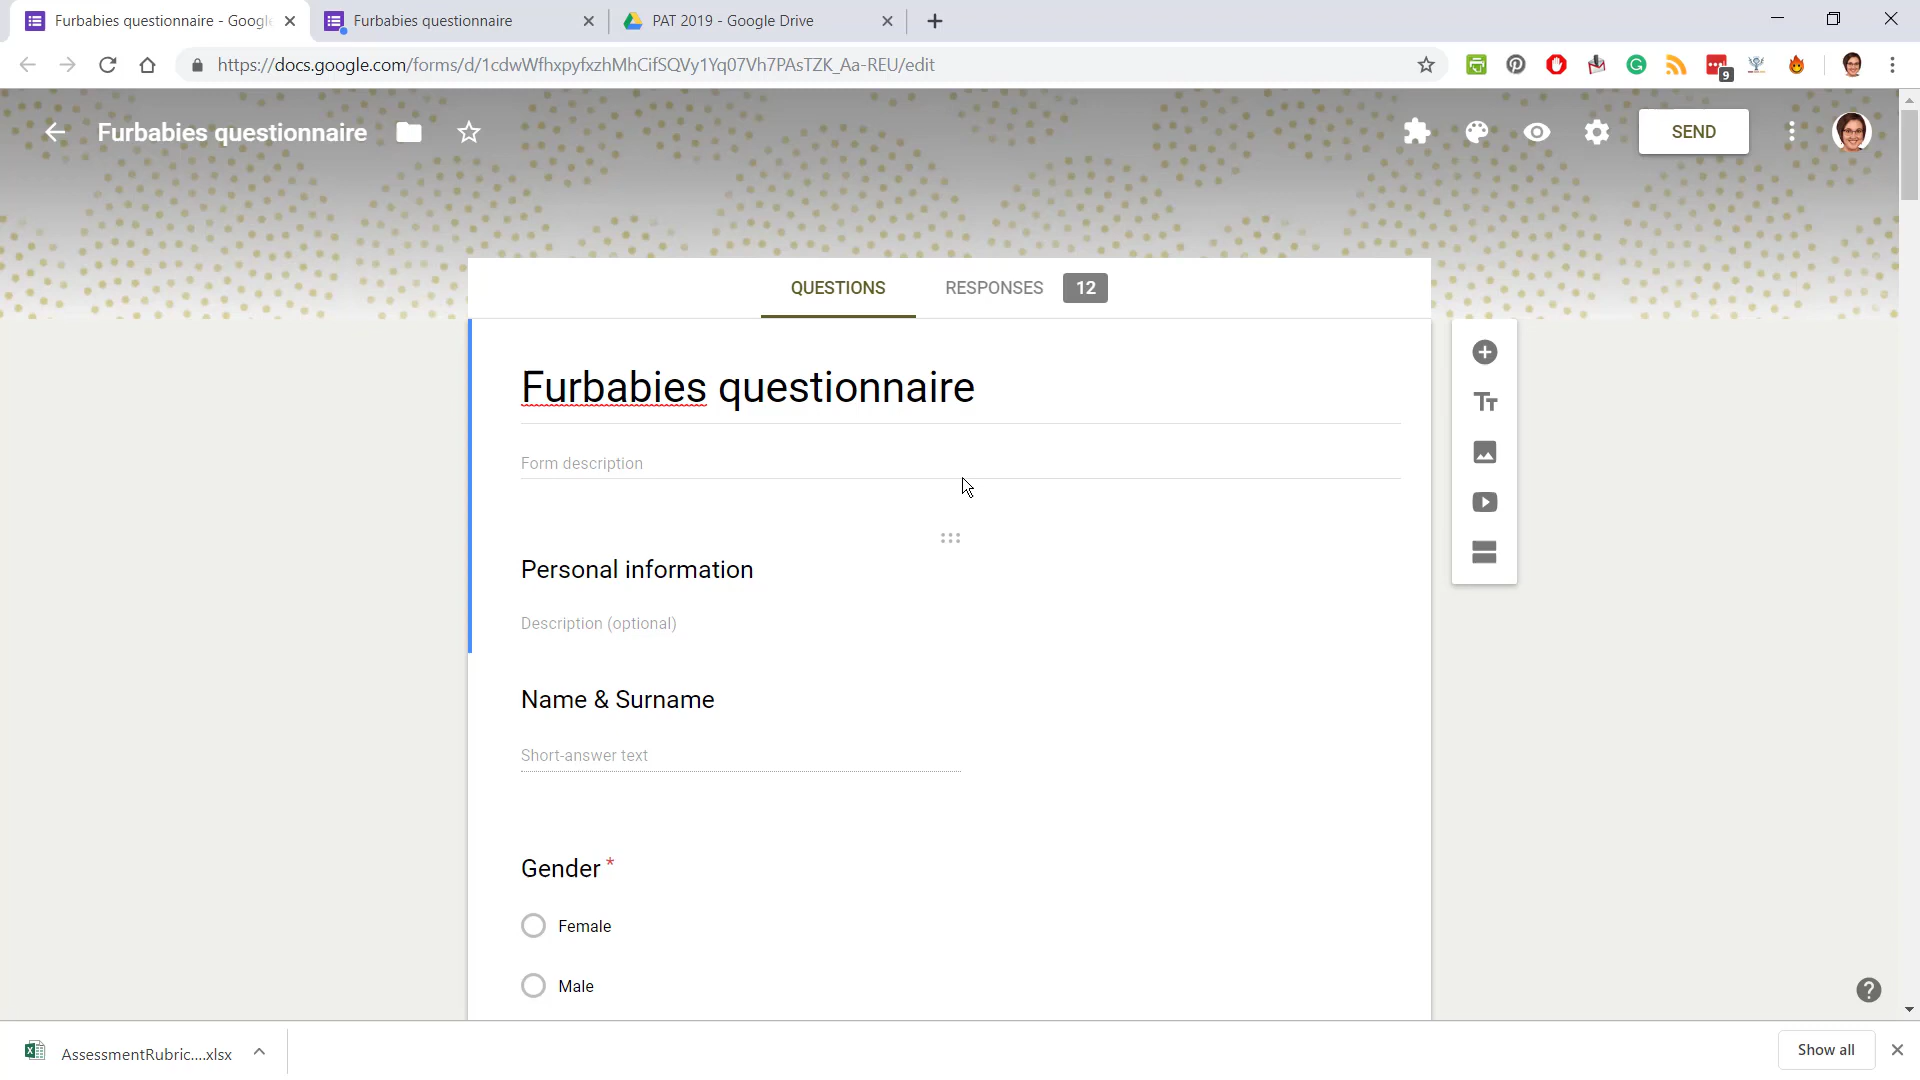 Furbabies questionnaire - Google
Furbabies questionnaire
PAT 2019 - Google Drive
https://docs.google.com/forms/d/1cdwWfhxpyfxzhMhCifSQVy1Yq07Vh7PAsTZK_Aa-REU/edit
9
Furbabies questionnaire
SEND
QUESTIONS
RESPONSES
12
Furbabies questionnaire
Form description
Tт
Personal information
Description (optional)
Name & Surname
Short-answer text
Gender *
Female
Male
AssessmentRubric....xlsx
Show all